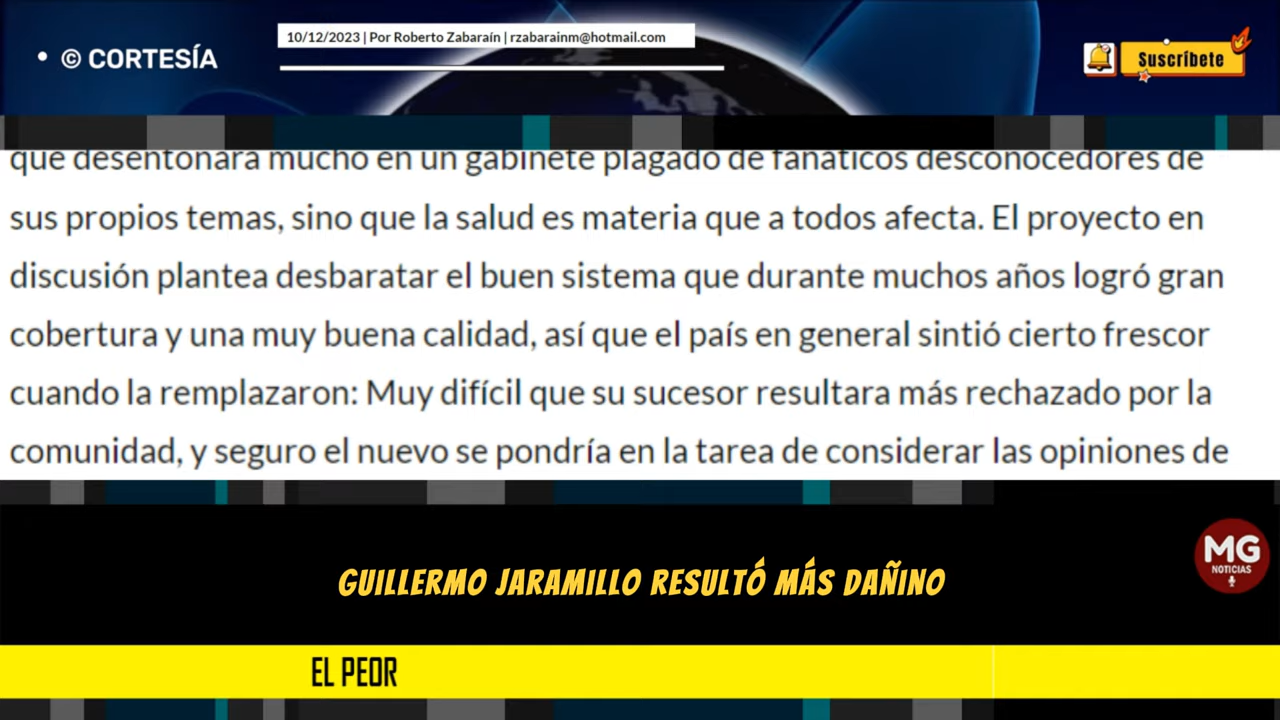 10/12/2023 | Por Roberto Zabaraín | rzabarainm@hotmail.com
• © CORTESÍA
Suscríbete
que desentonara mucho en un gabinete plagado de fanáticos desconocedores de
sus propios temas, sino que la salud es materia que a todos afecta. El proyecto en
discusión plantea desbaratar el buen sistema que durante muchos años logró gran
cobertura y una muy buena calidad, así que el país en general sintió cierto frescor
cuando la remplazaron: Muy difícil que su sucesor resultara más rechazado por la
comunidad, y seguro el nuevo se pondría en la tarea de considerar las opiniones de
MG
NOTICIAS
GUILLERMO JARAMILLO RESULTÓ MÁS DAÑINO
EL PEOR